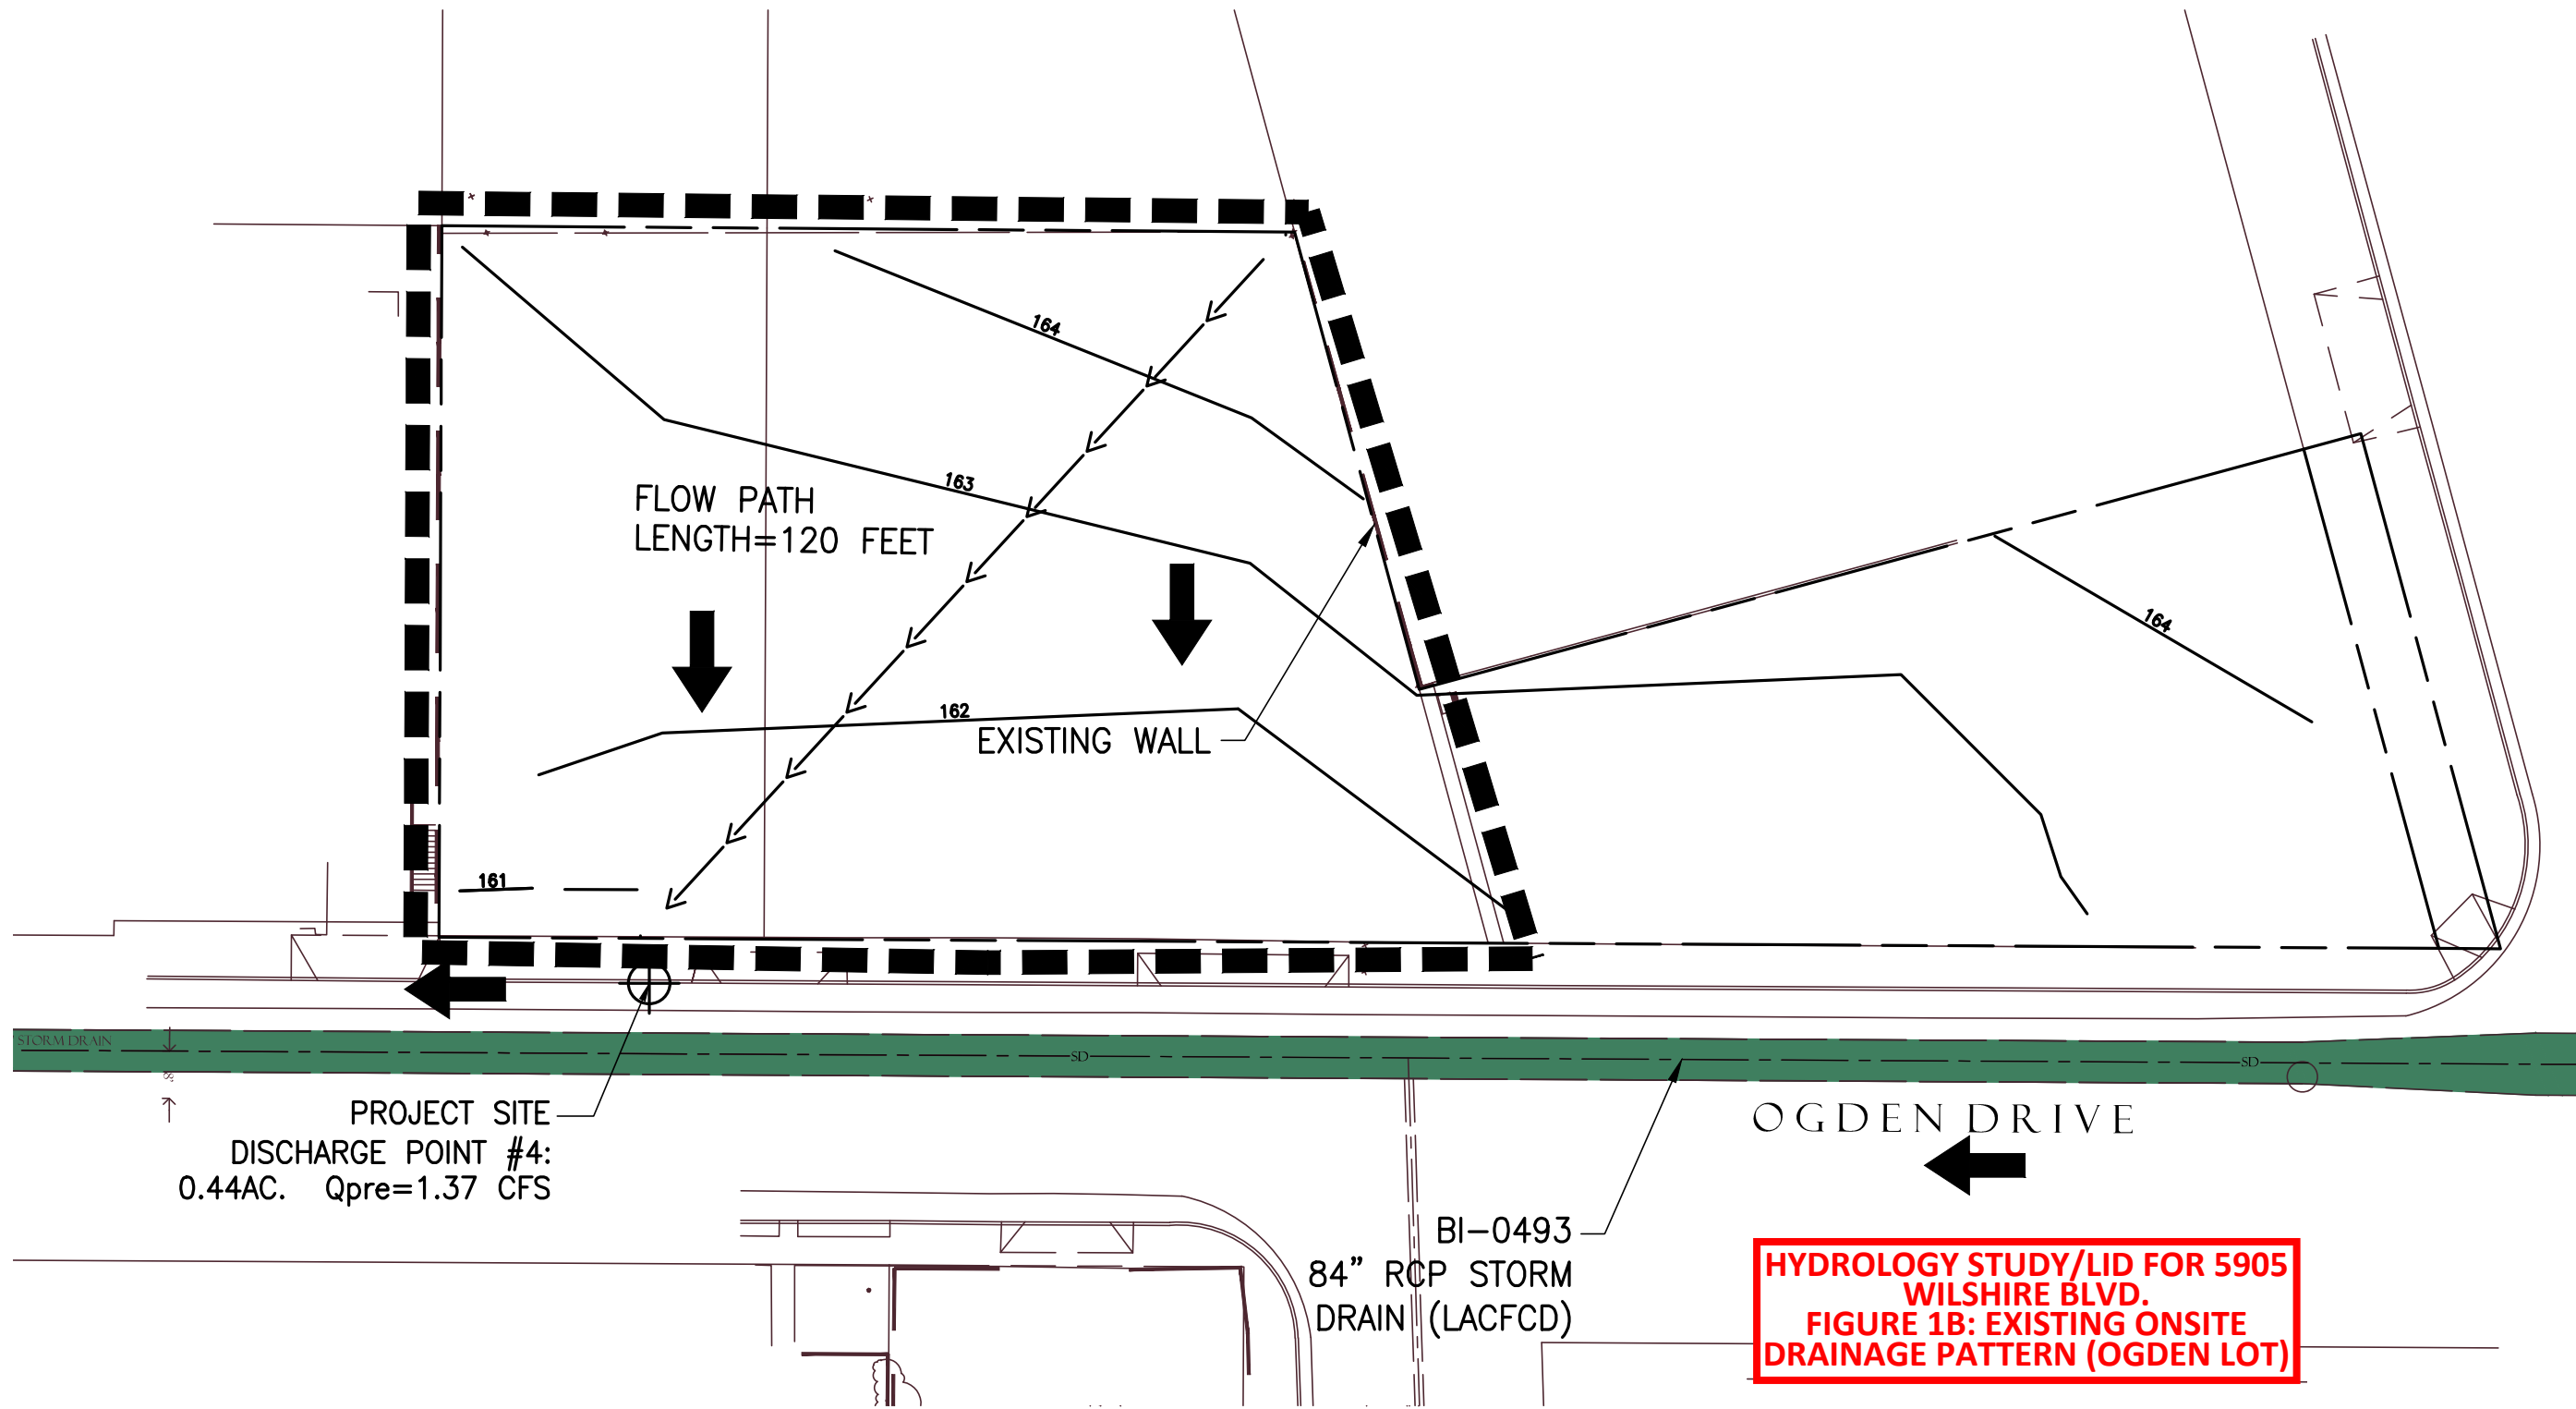 164
163
FLOW PATH
LENGTH=120 FEET
164
162
EXISTING WALL
161
STORM DRAIN
SD
SD
8'
PROJECT SITE
DISCHARGE POINT #4:
0.44AC. Qpre=1.37 CFS
OGDEN DRIVE
BI-0493
84" RCP STORM
DRAIN (LACFCD)
HYDROLOGY STUDY/LID FOR 5905
WILSHIRE BLVD.
FIGURE 1B: EXISTING ONSITE
DRAINAGE PATTERN (OGDEN LOT)